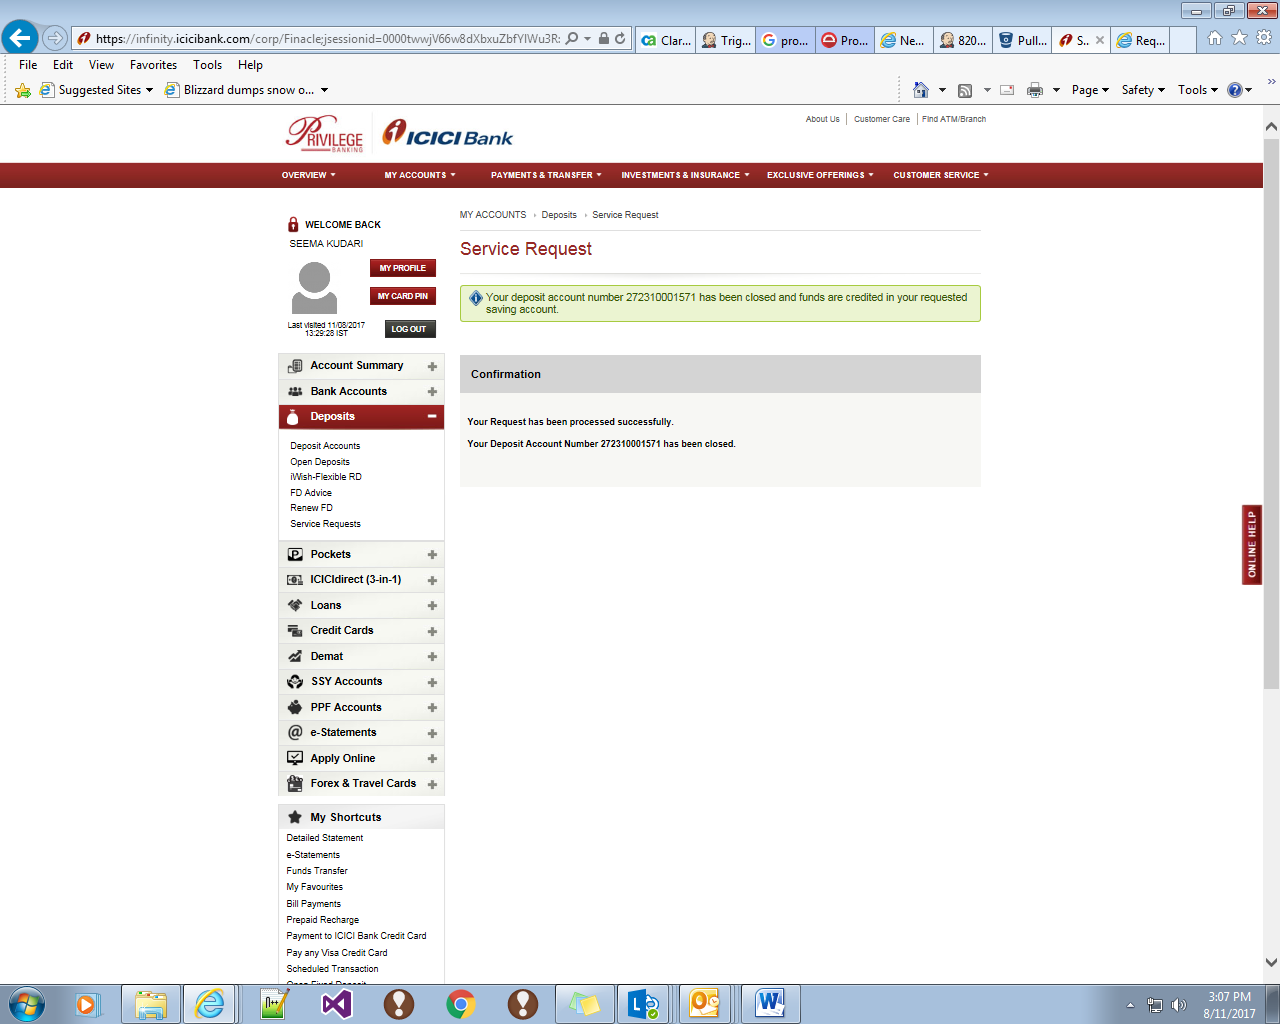 https://infinity.icicibank.com/corp/Finacle;jsessionid=0000twwjV66w8dXbxuZbfYlWu3R:
Clar...
Trig...
pro...
Pro...
Ne...
820...
Pull...
S...
Req...
File Edit View Favorites Tools Help
Suggested Sites
Blizzard dumps snow o...
Page Safety Tools
PRIVILEGE BANKING
ICICI Bank
About Us | Customer Care | Find ATM/Branch
OVERVIEW MY ACCOUNTS PAYMENTS & TRANSFER INVESTMENTS & INSURANCE EXCLUSIVE OFFERINGS CUSTOMER SERVICE
WELCOME BACK
SEEMA KUDARI
MY PROFILE
MY CARD PIN
Last visited 11/08/2017
13:29:28 IST
LOG OUT
MY ACCOUNTS › Deposits › Service Request
Service Request
Your deposit account number 272310001571 has been closed and funds are credited in your requested
saving account.
Confirmation
Your Request has been processed successfully.
Your Deposit Account Number 272310001571 has been closed.
Account Summary
Bank Accounts
Deposits
Deposit Accounts
Open Deposits
iWish-Flexible RD
FD Advice
Renew FD
Service Requests
Pockets
ICICIdirect (3-in-1)
Loans
Credit Cards
Demat
SSY Accounts
PPF Accounts
e-Statements
Apply Online
Forex & Travel Cards
My Shortcuts
Detailed Statement
e-Statements
Funds Transfer
My Favourites
Bill Payments
Prepaid Recharge
Payment to ICICI Bank Credit Card
Pay any Visa Credit Card
Scheduled Transaction
Open Fixed Deposit
ONLINE HELP
3:07 PM
8/11/2017